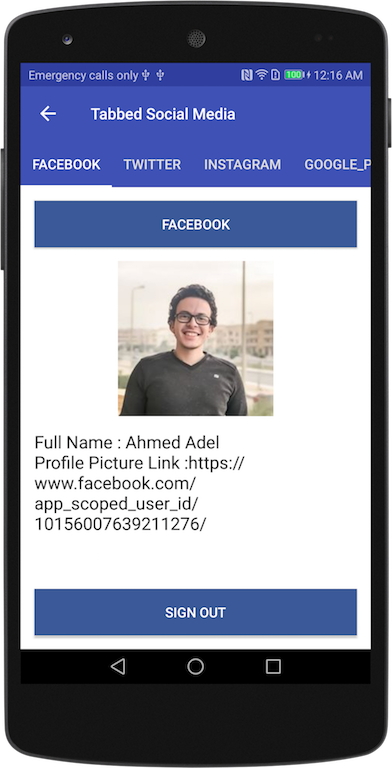 Emergency calls only 100 12:16 AM
Tabbed Social Media
FACEBOOK TWITTER INSTAGRAM GOOGLE_P
FACEBOOK
Full Name : Ahmed Adel
Profile Picture Link :https://
www.facebook.com/
app_scoped_user_id/
10156007639211276/
SIGN OUT